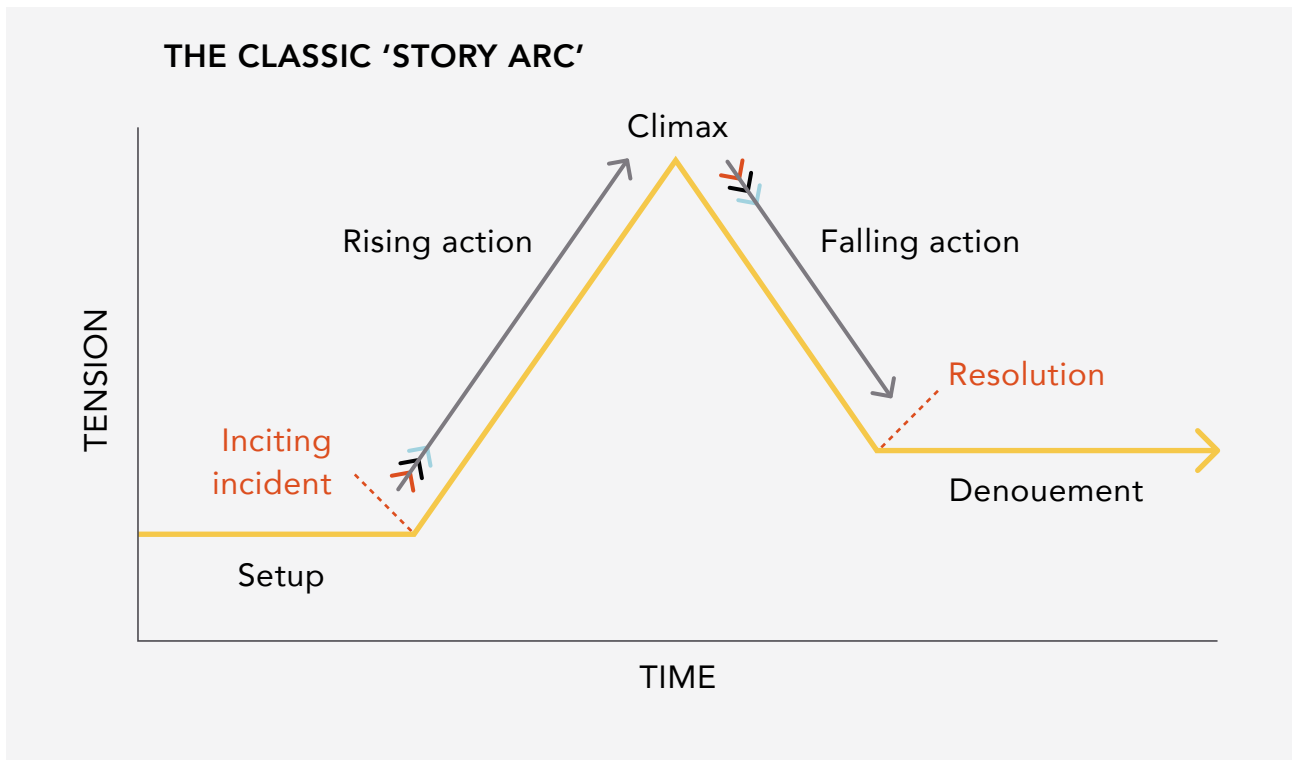 THE CLASSIC ‘STORY ARC’
Climax
Rising action
Falling action
TENSION
Resolution
Inciting
incident
Denouement
Setup
TIME